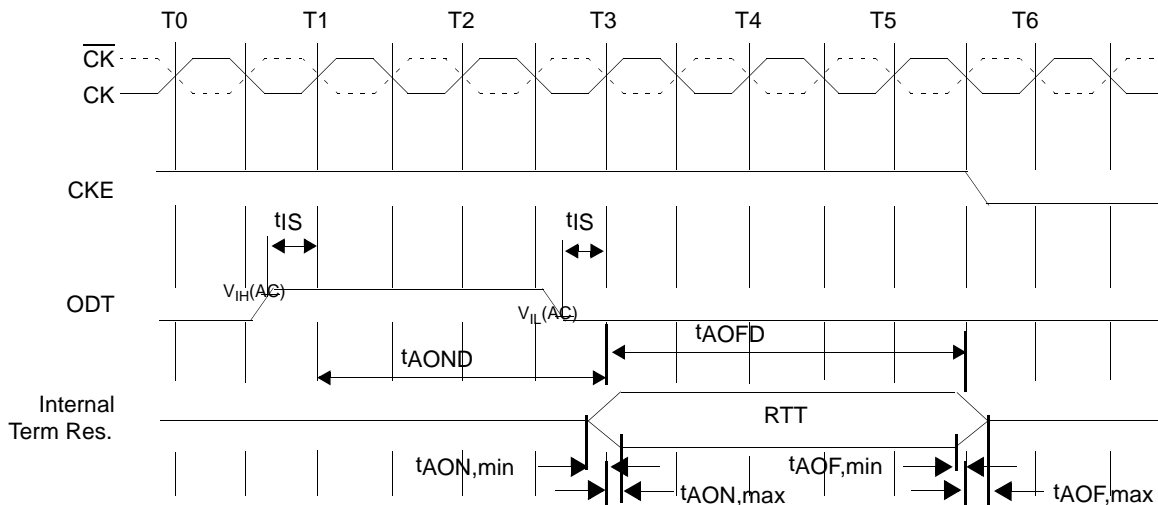 T0 T1 T2 T3 T4 T5 T6
CK
CK
CKE
tIS tIS
VIH(AC)
ODT
VIL(AC)
tAOFD
tAOND
Internal
Term Res.
RTT
tAON,min tAOF,min
tAON,max tAOF,max